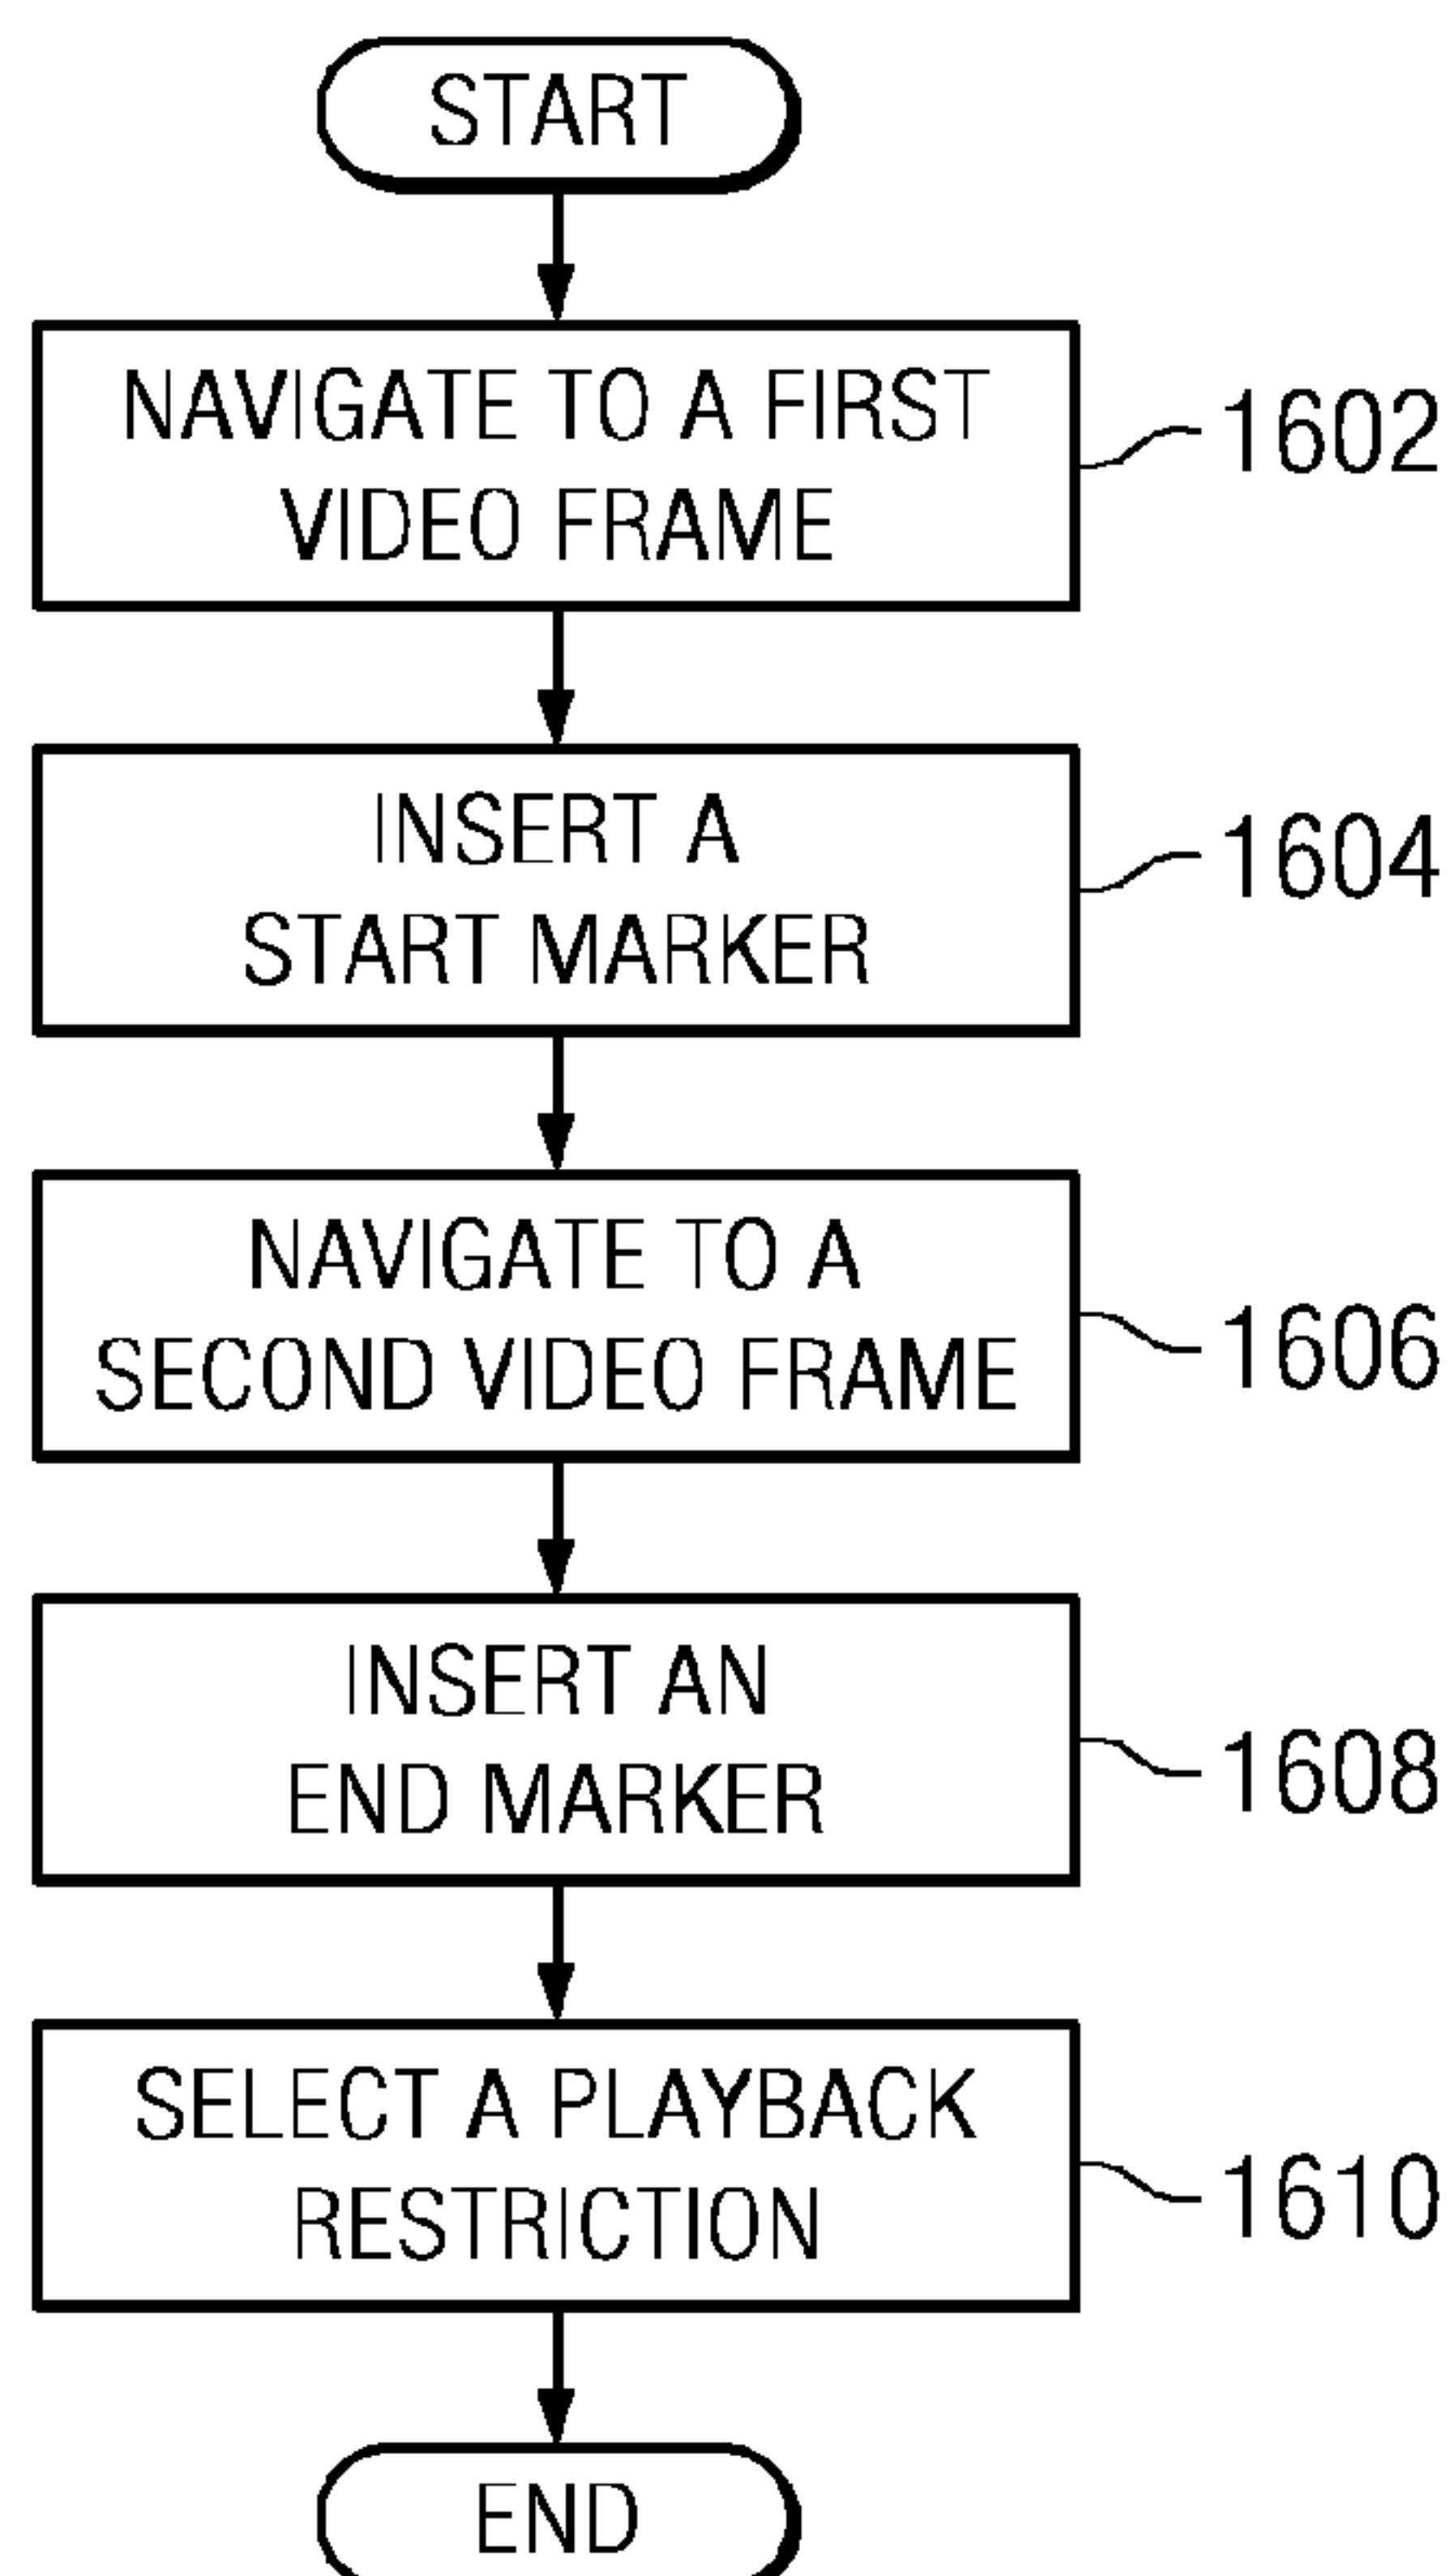 START
NAVIGATE TO A FIRST
VIDEO FRAME
1602
INSERT A
START MARKER
1604
NAVIGATE TO A
SECOND VIDEO FRAME
1606
INSERT AN
END MARKER
1608
SELECT A PLAYBACK
RESTRICTION
1610
END